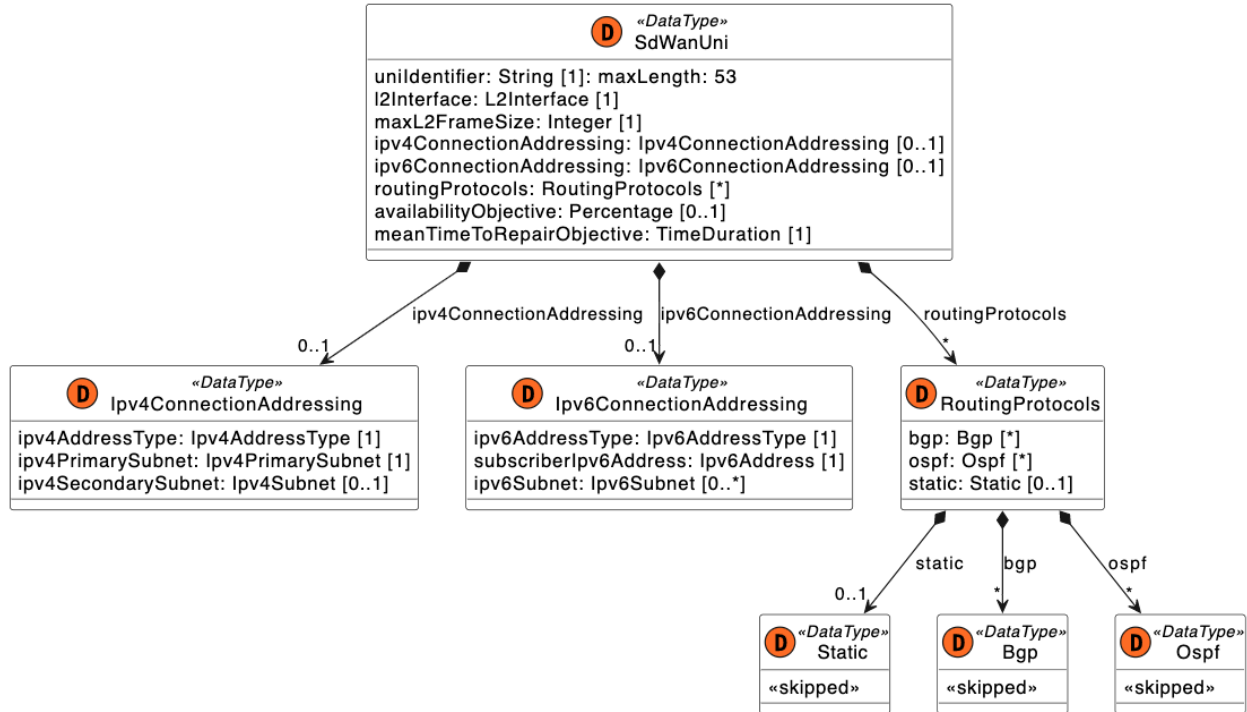 D
«DataType»
SdWanUni
uniIdentifier: String [1]: maxLength: 53
l2Interface: L2Interface [1]
maxL2FrameSize: Integer [1]
ipv4ConnectionAddressing: Ipv4ConnectionAddressing [0..1]
ipv6ConnectionAddressing: Ipv6ConnectionAddressing [0..1]
routingProtocols: RoutingProtocols [*]
availabilityObjective: Percentage [0..1]
meanTimeToRepairObjective: TimeDuration [1]
ipv4ConnectionAddressing
ipv6ConnectionAddressing
routingProtocols
0..1
0..1
*
D
«DataType»
Ipv4ConnectionAddressing
ipv4AddressType: Ipv4AddressType [1]
ipv4PrimarySubnet: Ipv4PrimarySubnet [1]
ipv4SecondarySubnet: Ipv4Subnet [0..1]
D
«DataType»
Ipv6ConnectionAddressing
ipv6AddressType: Ipv6AddressType [1]
subscriberIpv6Address: Ipv6Address [1]
ipv6Subnet: Ipv6Subnet [0..*]
D
«DataType»
RoutingProtocols
bgp: Bgp [*]
ospf: Ospf [*]
static: Static [0..1]
static
bgp
ospf
0..1
*
*
D
«DataType»
Static
«skipped»
D
«DataType»
Bgp
«skipped»
D
«DataType»
Ospf
«skipped»